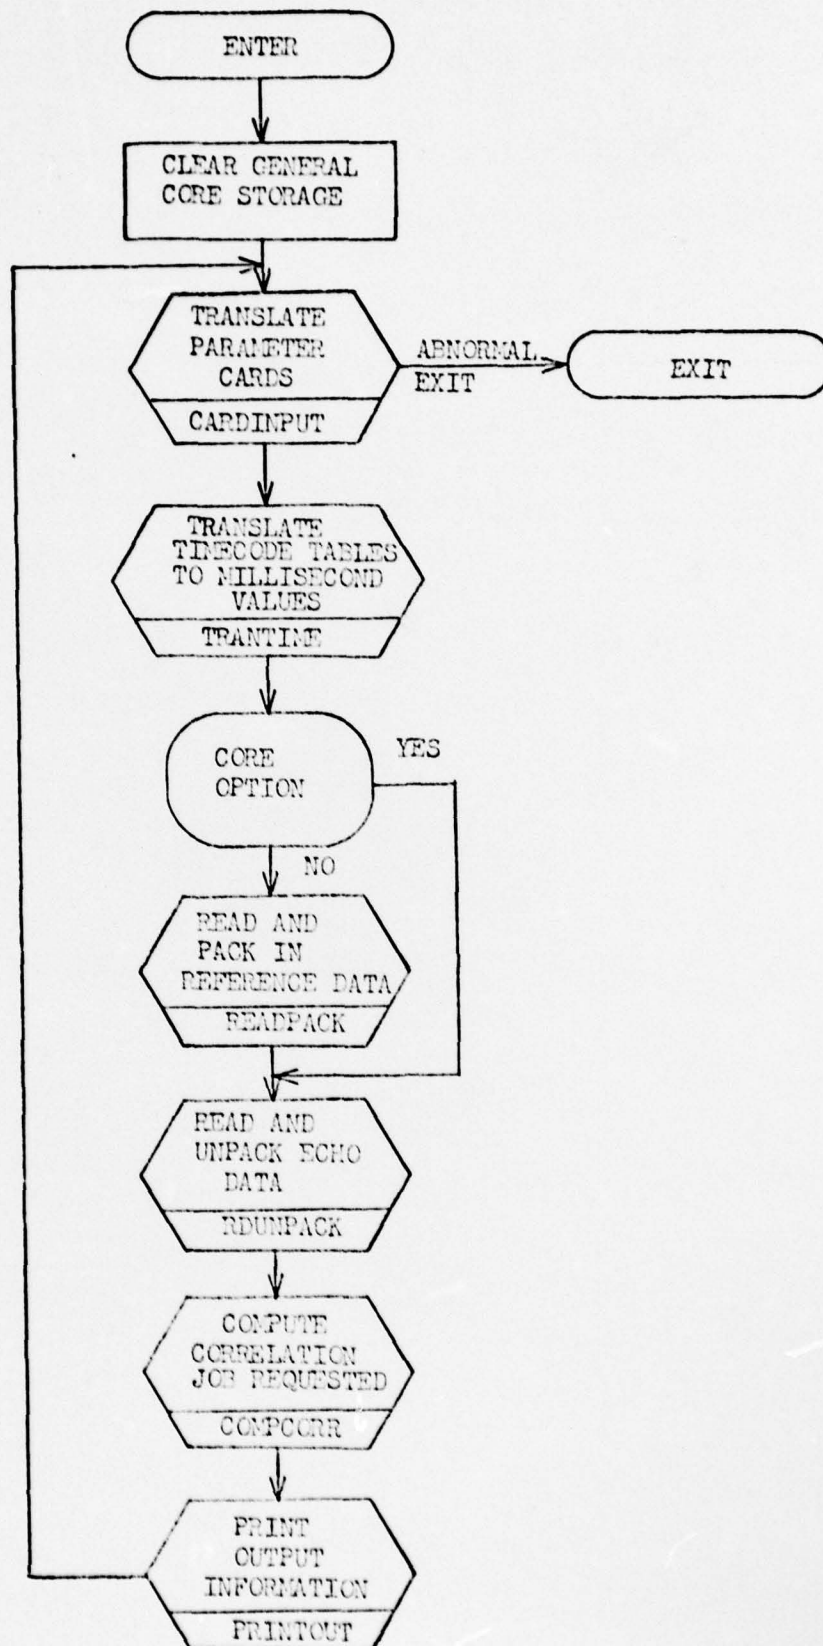 ENTER
CLEAR GENERAL
CORE STORAGE
TRANSLATE
PARAMETER
CARDS
CARDINPUT
ABNORMAL
EXIT
EXIT
TRANSLATE
TIMECODE TABLES
TO MILLISECOND
VALUES
TRANTIME
CORE
OPTION
YES
NO
READ AND
PACK IN
REFERENCE DATA
READPACK
READ AND
UNPACK ECHO
DATA
RDUNPACK
COMPUTE
CORRELATION
JOB REQUESTED
COMPCORR
PRINT
OUTPUT
INFORMATION
PRINTOUT